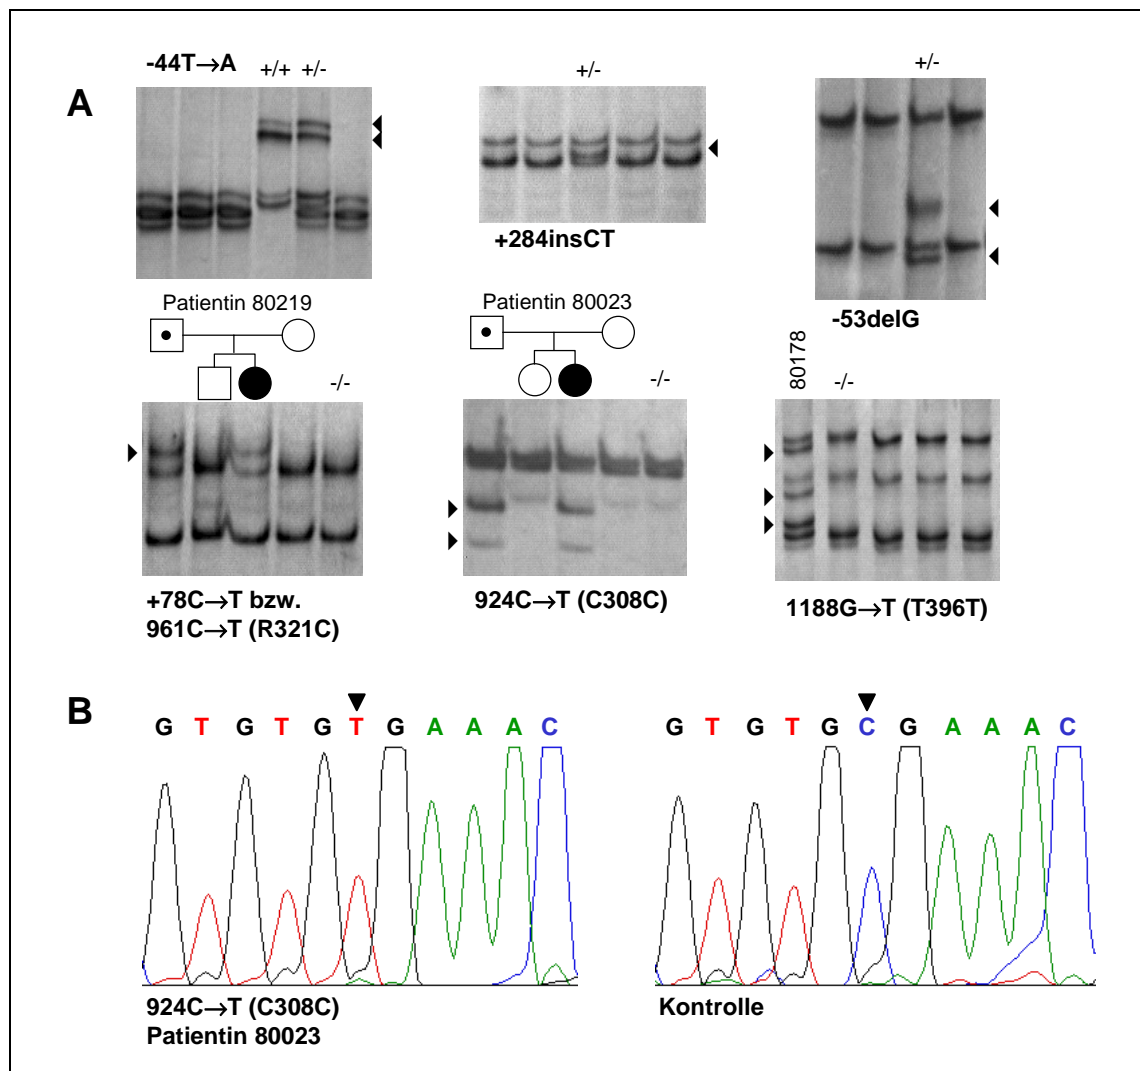 -44T→A
+/+ +/-
A
+/-
+/-
+284insCT
-53delG
Patientin 80219
Patientin 80023
80178
-/-
-/-
-/-
+78C→T bzw.
961C→T (R321C)
924C→T (C308C)
1188G→T (T396T)
B
G T G T G T G A A A C
G T G T G C G A A A C
924C→T (C308C)
Patientin 80023
Kontrolle